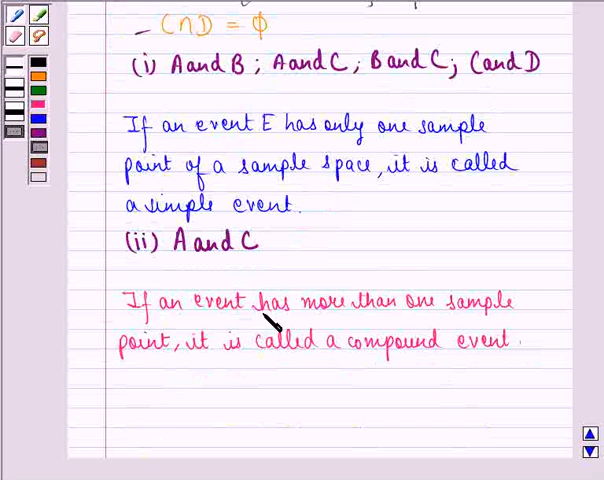 C∩D = ϕ
(i) A and B ; A and C ; B and C ; C and D
If an event E has only one sample
point of a sample space, it is called
a simple event.
(ii) A and C
If an event has more than one sample
point, it is called a compound event.